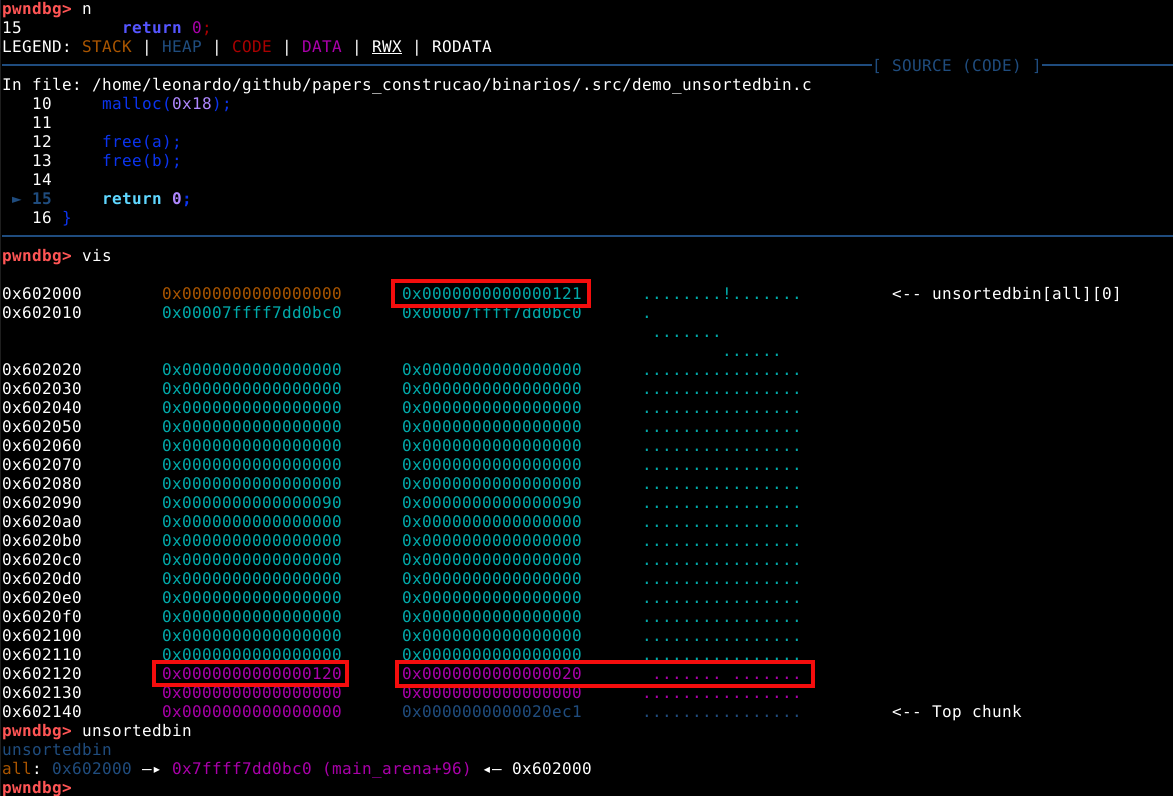 pwndbg> n
15          return 0;
LEGEND: STACK | HEAP | CODE | DATA | RWX | RODATA
[ SOURCE (CODE) ]
In file: /home/leonardo/github/papers_construcao/binarios/.src/demo_unsortedbin.c
   10     malloc(0x18);
   11
   12     free(a);
   13     free(b);
   14
 ► 15     return 0;
   16 }
pwndbg> vis
0x602000        0x0000000000000000      0x0000000000000121      ........!.......         <-- unsortedbin[all][0]
0x602010        0x00007ffff7dd0bc0      0x00007ffff7dd0bc0      .
 .......
        ......
0x602020        0x0000000000000000      0x0000000000000000      ................
0x602030        0x0000000000000000      0x0000000000000000      ................
0x602040        0x0000000000000000      0x0000000000000000      ................
0x602050        0x0000000000000000      0x0000000000000000      ................
0x602060        0x0000000000000000      0x0000000000000000      ................
0x602070        0x0000000000000000      0x0000000000000000      ................
0x602080        0x0000000000000000      0x0000000000000000      ................
0x602090        0x0000000000000090      0x0000000000000090      ................
0x6020a0        0x0000000000000000      0x0000000000000000      ................
0x6020b0        0x0000000000000000      0x0000000000000000      ................
0x6020c0        0x0000000000000000      0x0000000000000000      ................
0x6020d0        0x0000000000000000      0x0000000000000000      ................
0x6020e0        0x0000000000000000      0x0000000000000000      ................
0x6020f0        0x0000000000000000      0x0000000000000000      ................
0x602100        0x0000000000000000      0x0000000000000000      ................
0x602110        0x0000000000000000      0x0000000000000000      ................
0x602120        0x0000000000000120      0x0000000000000020       ....... .......
0x602130        0x0000000000000000      0x0000000000000000      ................
0x602140        0x0000000000000000      0x0000000000020ec1      ................         <-- Top chunk
pwndbg> unsortedbin
unsortedbin
all: 0x602000 —▸ 0x7ffff7dd0bc0 (main_arena+96) ◂— 0x602000
pwndbg>